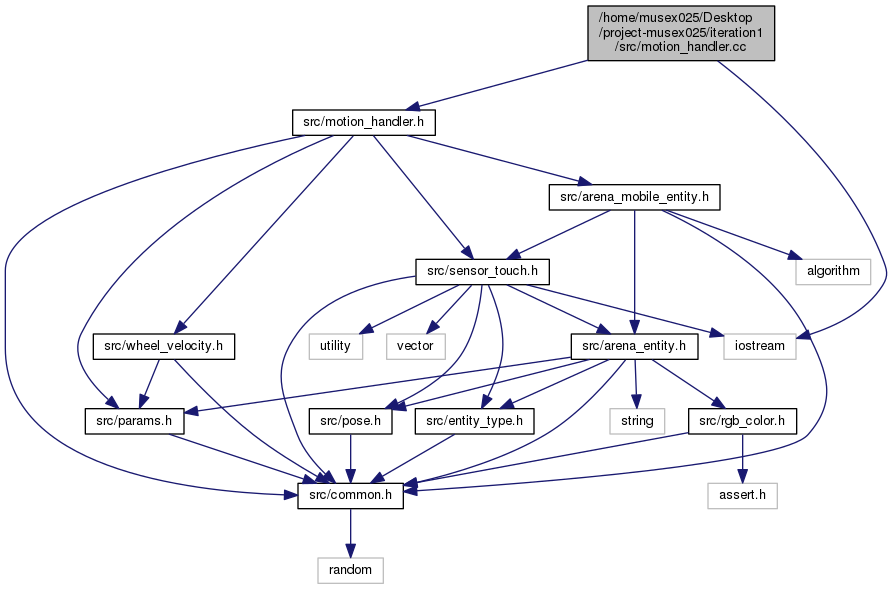 /home/musex025/Desktop
/project-musex025/iteration1
/src/motion_handler.cc
src/motion_handler.h
src/arena_mobile_entity.h
src/sensor_touch.h
algorithm
src/wheel_velocity.h
utility
vector
src/arena_entity.h
iostream
src/params.h
src/pose.h
src/entity_type.h
string
src/rgb_color.h
src/common.h
assert.h
random